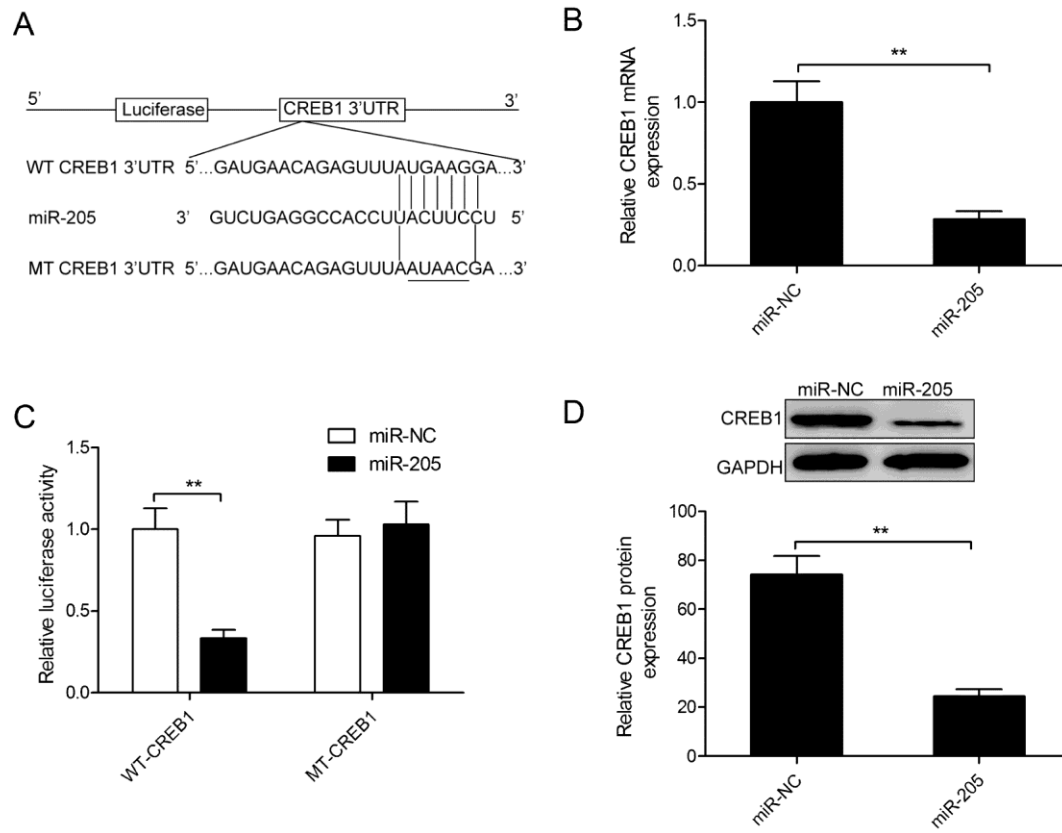 A
5’ 3’
Luciferase CREB1 3’UTR
WT CREB1 3’UTR 5’...GAUGAACAGAGUUUAUGAAGGA...3’
miR-205 3’ GUCUGAGGCCACCUUACUUCCU 5’
MT CREB1 3’UTR 5’...GAUGAACAGAGUUUAAUAACGA ...3’
B
Relative CREB1 mRNA
expression
1.5
1.0
0.5
0.0
**
miR-NC
miR-205
C
Relative luciferase activity
1.5
1.0
0.5
0.0
**
miR-NC
miR-205
WT-CREB1
MT-CREB1
D
miR-NC miR-205
CREB1
GAPDH
Relative CREB1 protein
expression
100
80
60
40
20
0
**
miR-NC
miR-205